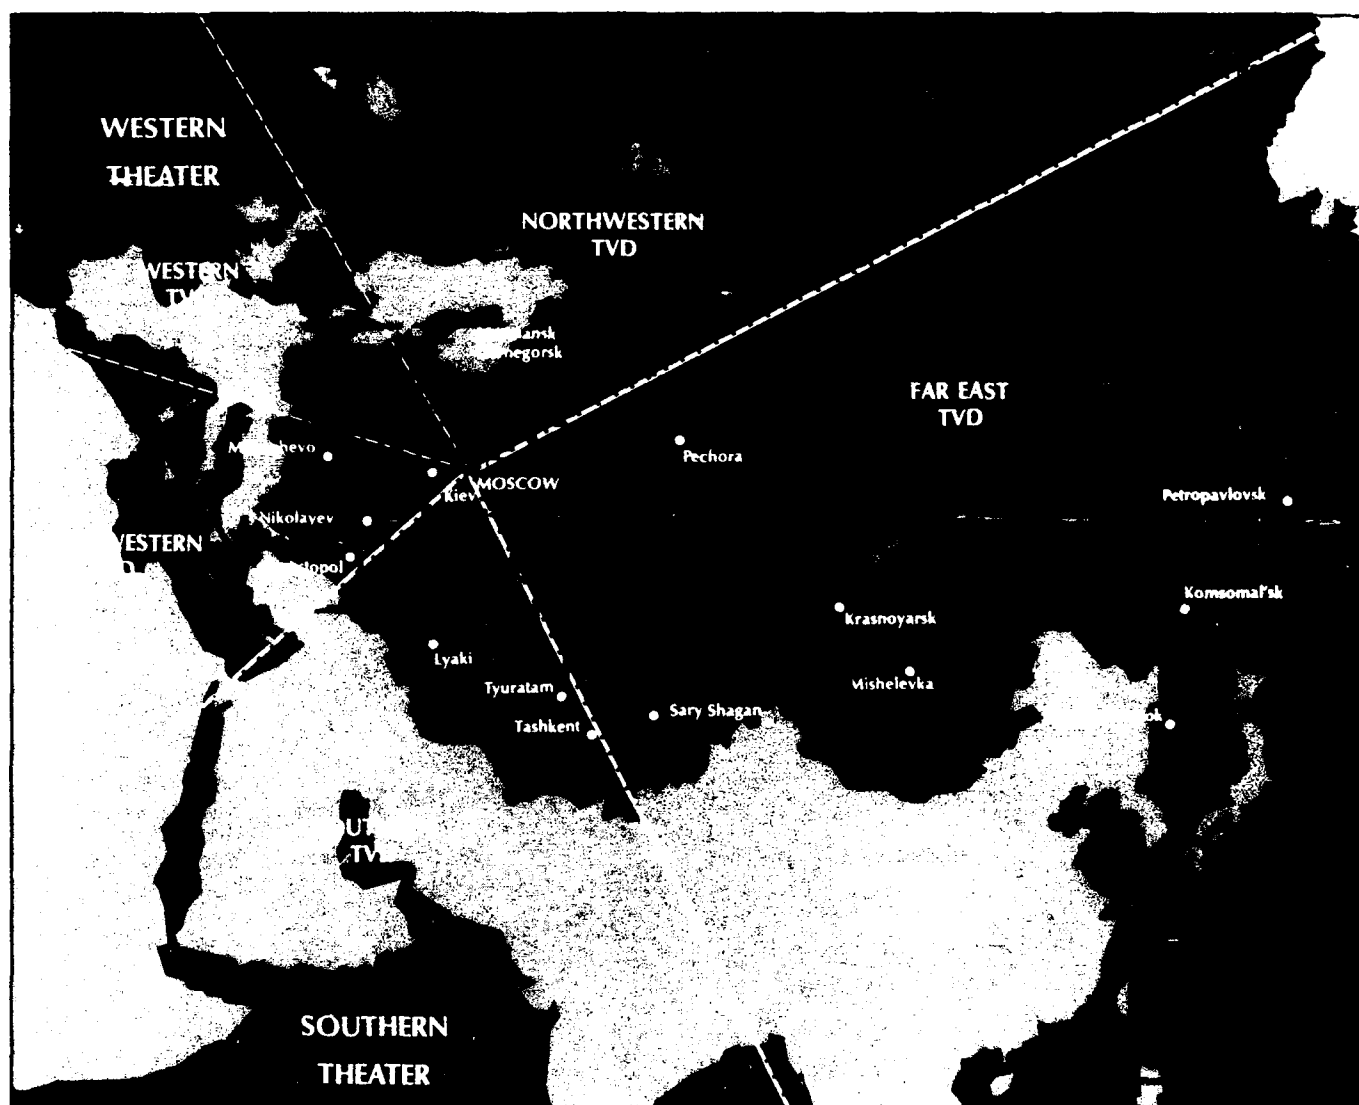 WESTERN
THEATER
NORTHWESTERN
TVD
WESTERN
FAR EAST
TVD
Pechora
Kiev
MOSCOW
Petropavlovsk
Nikolayev
Komsomal'sk
Krasnoyarsk
Lyaki
Mishelevka
Tyuratam
Sary Shagan
Tashkent
SOUTHERN
THEATER